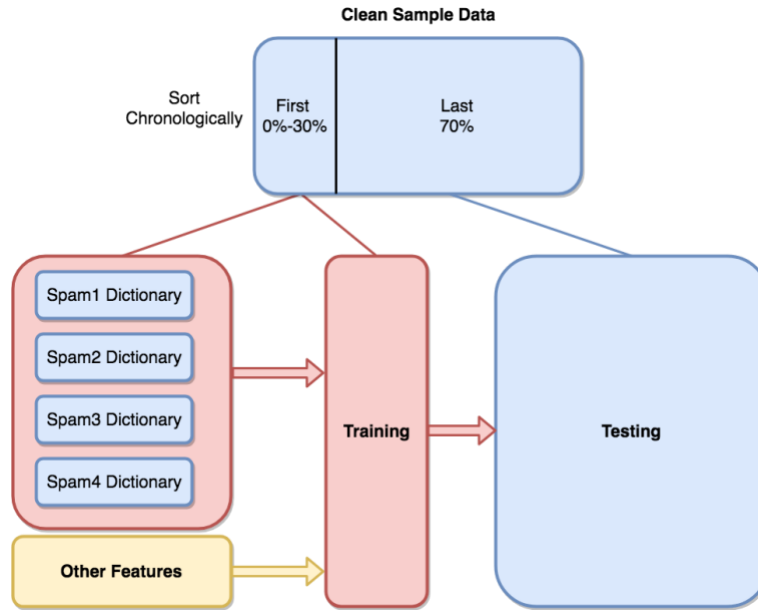 Clean Sample Data
Sort
Chronologically
First
0%-30%
Last
70%
Spam1 Dictionary
Spam2 Dictionary
Spam3 Dictionary
Spam4 Dictionary
Training
Testing
Other Features